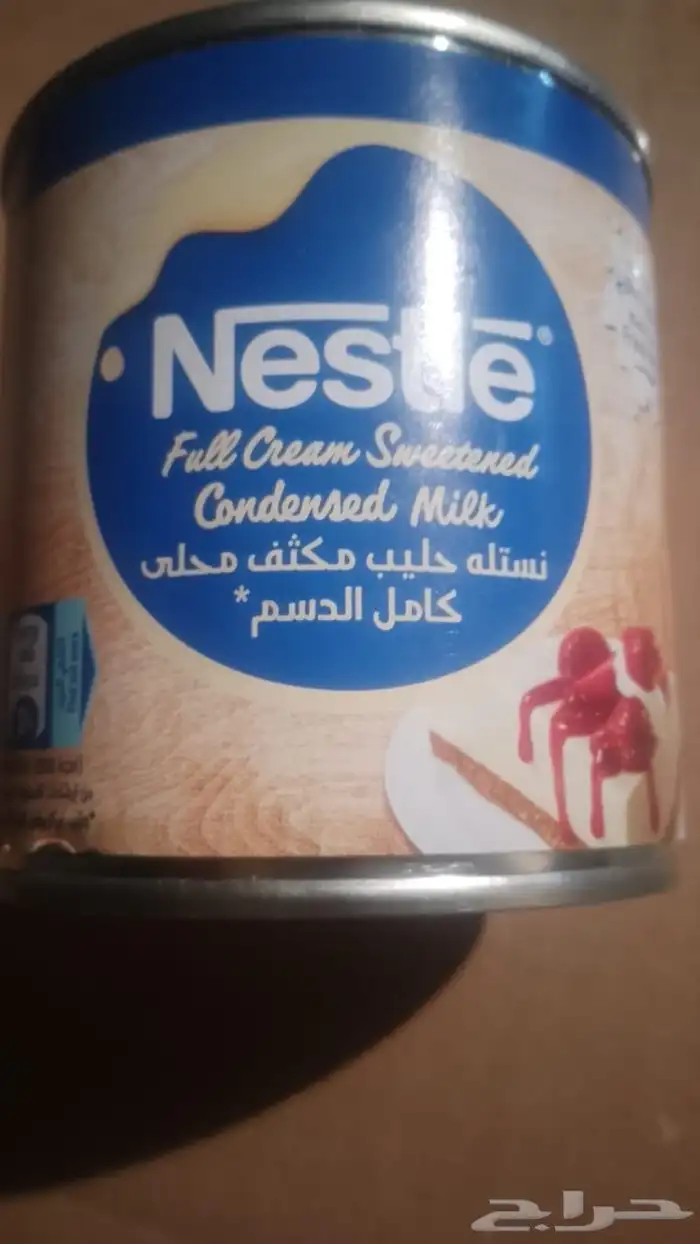 Nestlé
Full Cream Sweetened
Condensed Milk
نستله حليب مكثف محلى
كامل الدسم*
حراج